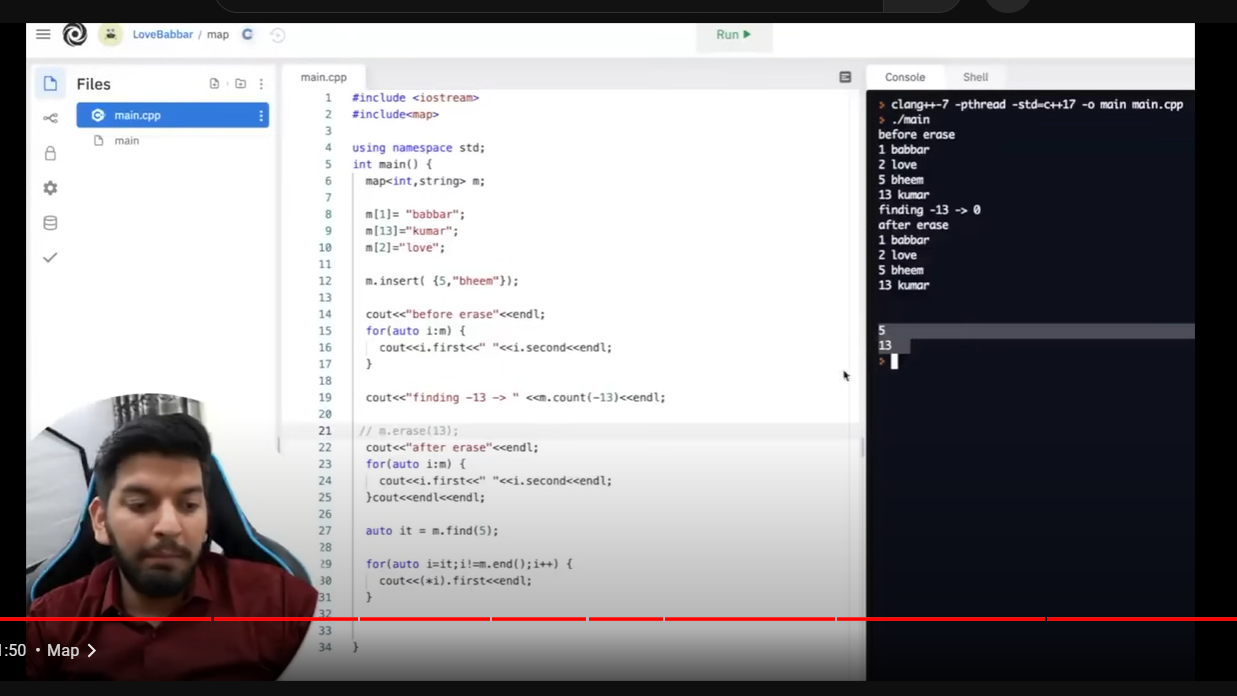 LoveBabbar / map
Run
Files
main.cpp
main
main.cpp
1 #include <iostream>
2 #include<map>
3
4 using namespace std;
5 int main() {
6 map<int,string> m;
7
8 m[1]= "babbar";
9 m[13]="kumar";
10 m[2]="love";
11
12 m.insert( {5,"bheem"});
13
14 cout<<"before erase"<<endl;
15 for(auto i:m) {
16 cout<<i.first<<" "<<i.second<<endl;
17 }
18
19 cout<<"finding -13 -> " <<m.count(-13)<<endl;
20
21 // m.erase(13);
22 cout<<"after erase"<<endl;
23 for(auto i:m) {
24 cout<<i.first<<" "<<i.second<<endl;
25 }cout<<endl<<endl;
26
27 auto it = m.find(5);
28
29 for(auto i=it;i!=m.end();i++) {
30 cout<<(*i).first<<endl;
31 }
32
33
34 }
Console Shell
> clang++-7 -pthread -std=c++17 -o main main.cpp
> ./main
before erase
1 babbar
2 love
5 bheem
13 kumar
finding -13 -> 0
after erase
1 babbar
2 love
5 bheem
13 kumar
5
13
>
:50 • Map >